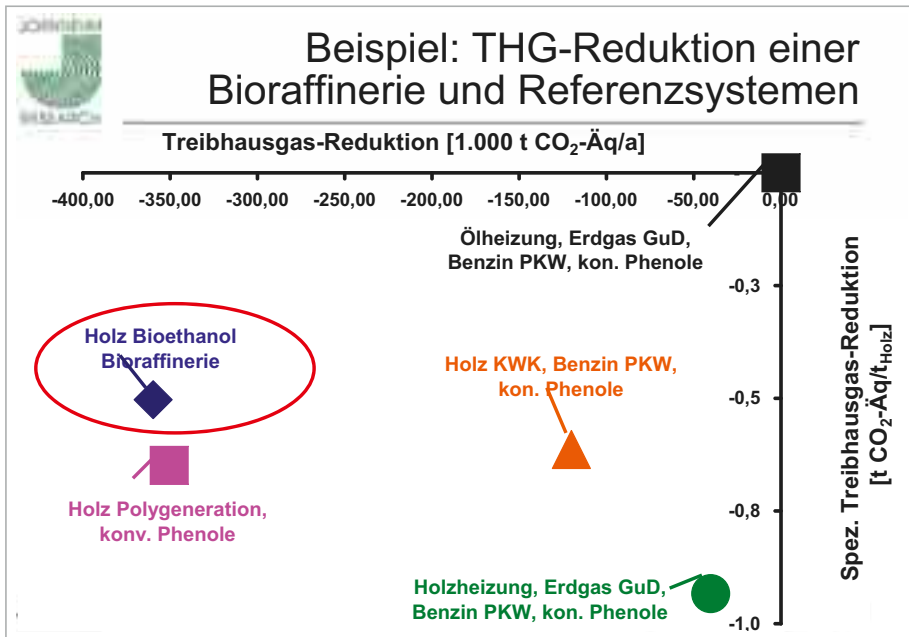 JOANNEUM
RESEARCH
Beispiel: THG-Reduktion einer
Bioraffinerie und Referenzsystemen
Treibhausgas-Reduktion [1.000 t CO₂-Äq/a]
-400,00 -350,00 -300,00 -250,00 -200,00 -150,00 -100,00 -50,00 0,00
Ölheizung, Erdgas GuD,
Benzin PKW, kon. Phenole
-0,3
Holz Bioethanol
Bioraffinerie
Holz KWK, Benzin PKW,
kon. Phenole
-0,5
Holz Polygeneration,
konv. Phenole
-0,8
Holzheizung, Erdgas GuD,
Benzin PKW, kon. Phenole
-1,0
Spez. Treibhausgas-Reduktion
[t CO₂-Äq/t_Holz]